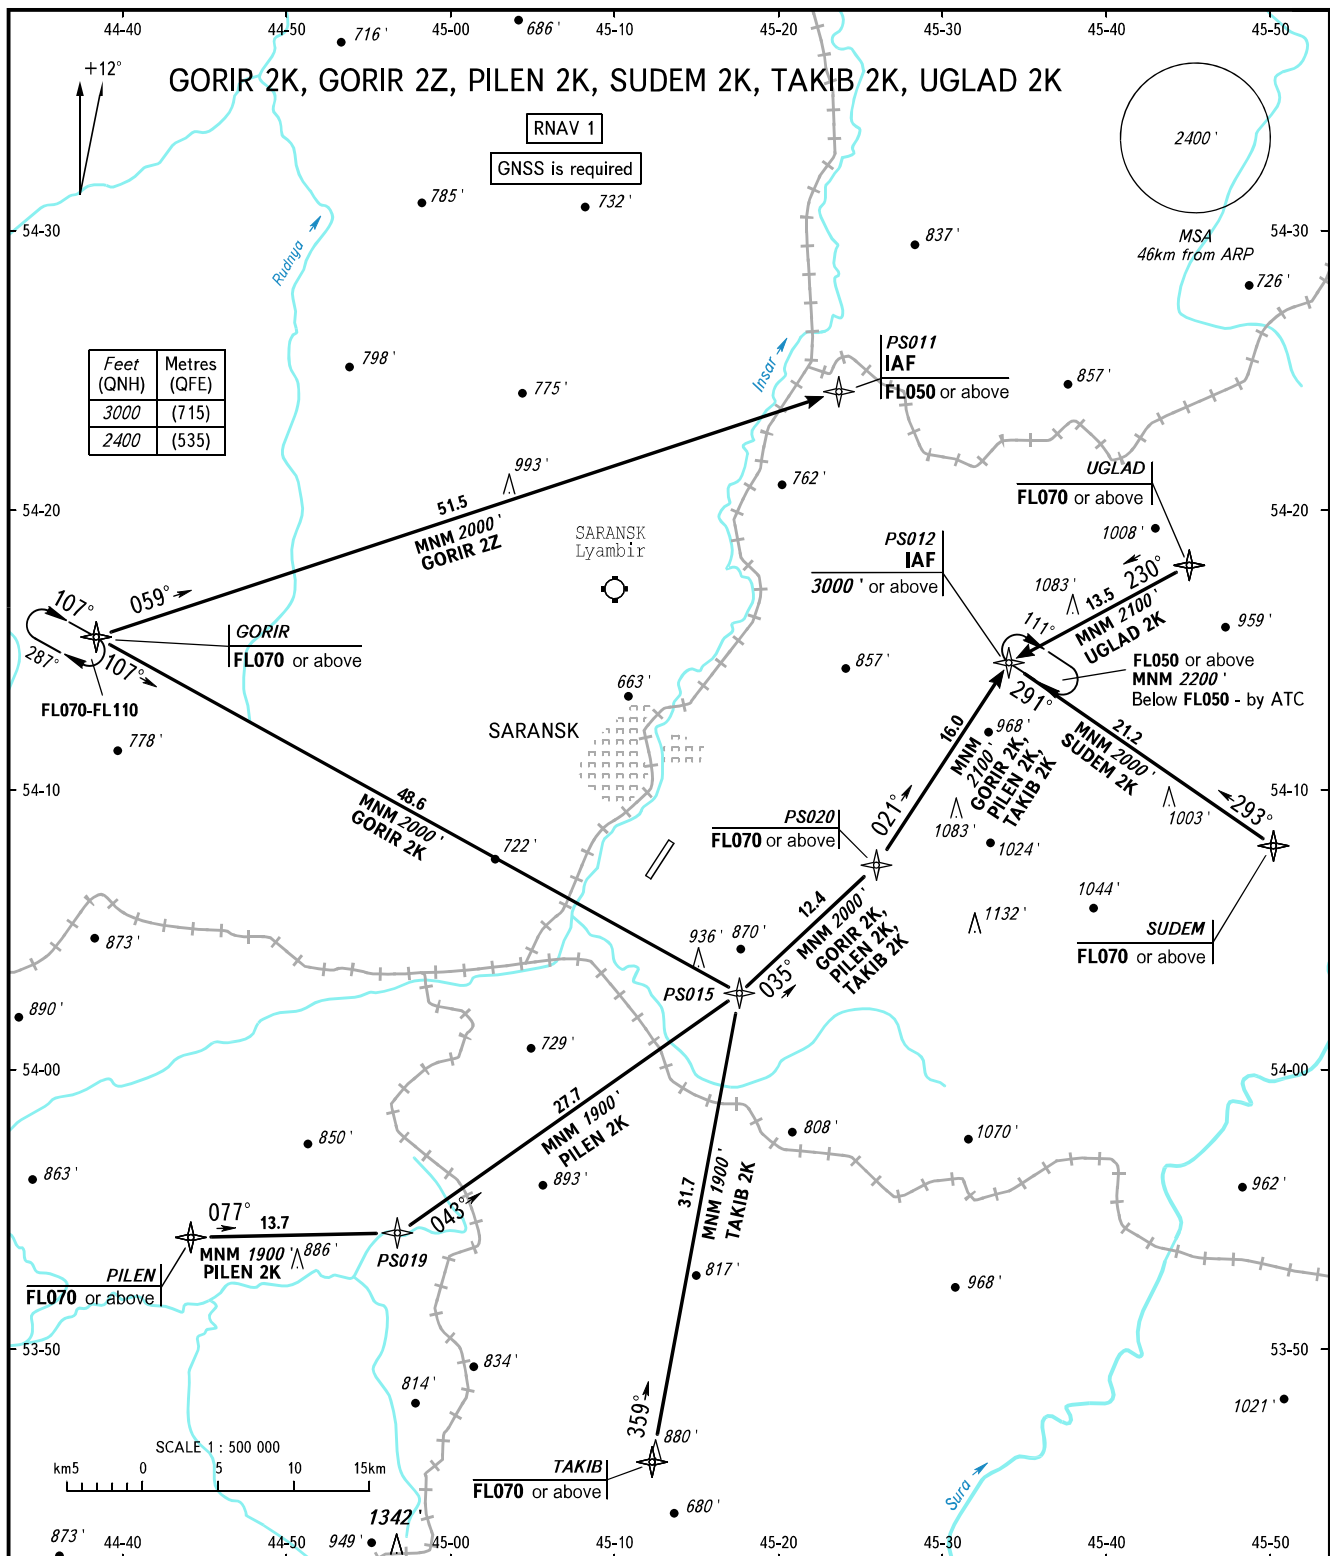 44-40
44-50
45-00
45-10
45-20
45-30
45-40
45-50
716 '
686 '
+12°
GORIR 2K, GORIR 2Z, PILEN 2K, SUDEM 2K, TAKIB 2K, UGLAD 2K
RNAV 1
GNSS is required
2400 '
MSA
46km from ARP
785 '
732 '
54-30
54-30
837 '
726 '
Rudnya
Feet
(QNH)
Metres
(QFE)
3000
(715)
2400
(535)
798 '
775 '
Insar
PS011
IAF
FL050 or above
857 '
993 '
762 '
51.5
MNM 2000 '
GORIR 2Z
54-20
54-20
SARANSK
Lyambir
UGLAD
FL070 or above
1008 '
PS012
IAF
3000 ' or above
230°
1083 '
13.5
MNM 2100 '
UGLAD 2K
959 '
107°
059°
287°
107°
GORIR
FL070 or above
FL070-FL110
111°
FL050 or above
MNM 2200 '
Below FL050 - by ATC
857 '
291°
663 '
SARANSK
778 '
16.0
968 '
MNM
2100 '
GORIR 2K,
PILEN 2K,
TAKIB 2K
21.2
MNM 2000 '
SUDEM 2K
54-10
54-10
48.6
MNM 2000 '
GORIR 2K
021°
1083 '
1003 '
293°
PS020
FL070 or above
722 '
1024 '
1044 '
12.4
MNM 2000 '
GORIR 2K,
PILEN 2K,
TAKIB 2K
1132 '
SUDEM
FL070 or above
873 '
936 '
870 '
035°
PS015
890 '
729 '
54-00
54-00
27.7
MNM 1900 '
PILEN 2K
850 '
808 '
1070 '
863 '
893 '
962 '
31.7
MNM 1900 '
TAKIB 2K
077°
13.7
MNM 1900 '
PILEN 2K
886 '
043°
PS019
PILEN
FL070 or above
817 '
968 '
53-50
53-50
834 '
814 '
1021 '
359°
880 '
SCALE 1 : 500 000
km5
0
5
10
15km
TAKIB
FL070 or above
680 '
Sura
1342 '
873 '
949 '
44-40
44-50
45-00
45-10
45-20
45-30
45-40
45-50